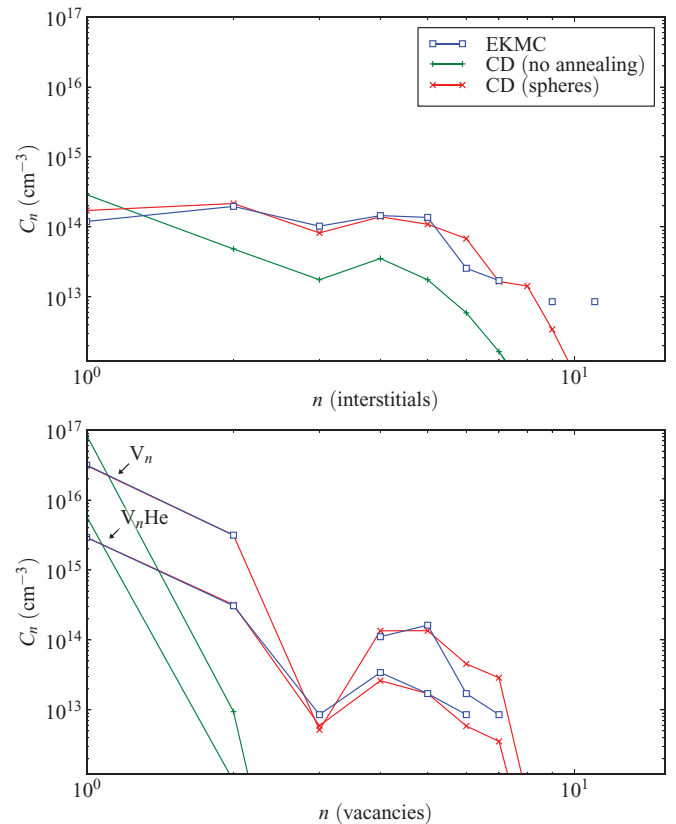 10^17
10^16
10^15
10^14
10^13
C_n (cm^−3)
EKMC
CD (no annealing)
CD (spheres)
10^0
10^1
n (interstitials)
10^17
10^16
10^15
10^14
10^13
C_n (cm^−3)
V_n
V_nHe
10^0
10^1
n (vacancies)